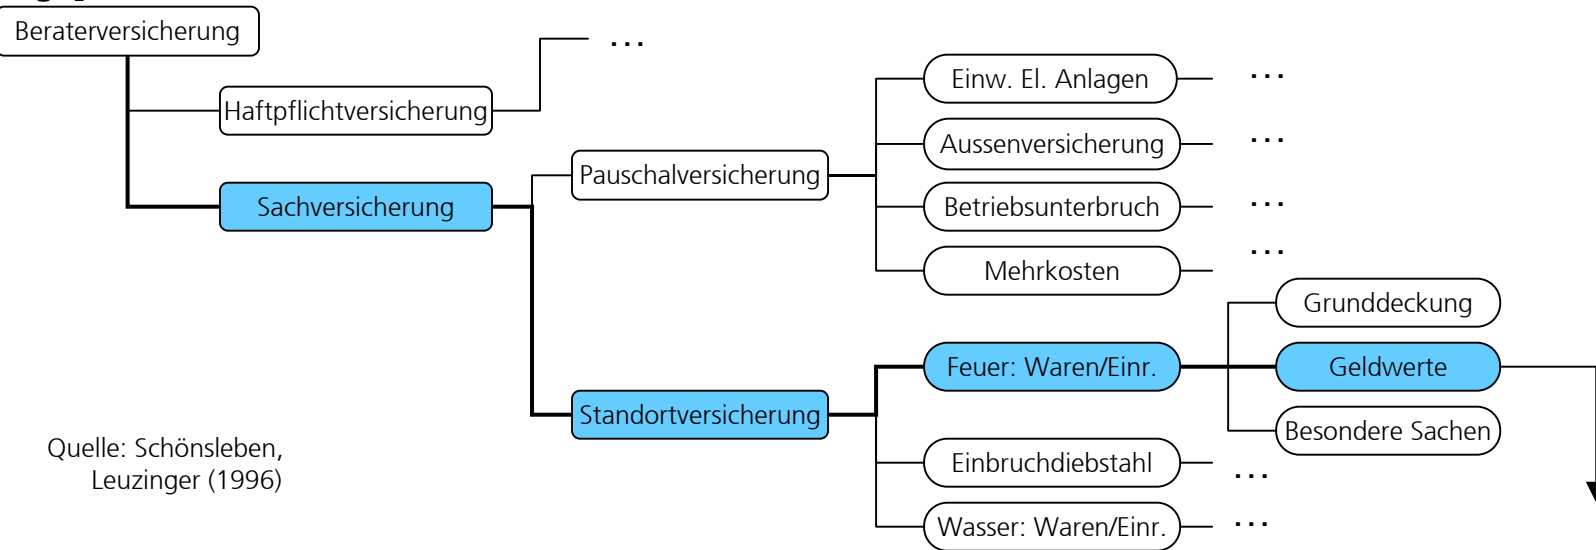 Beraterversicherung
...
Haftpflichtversicherung
Sachversicherung
Pauschalversicherung
Einw. El. Anlagen
...
Aussenversicherung
...
Betriebsunterbruch
...
Mehrkosten
...
Grunddeckung
Feuer: Waren/Einr.
Geldwerte
Standortversicherung
Besondere Sachen
Einbruchdiebstahl
...
Wasser: Waren/Einr.
...
Quelle: Schönsleben,
Leuzinger (1996)